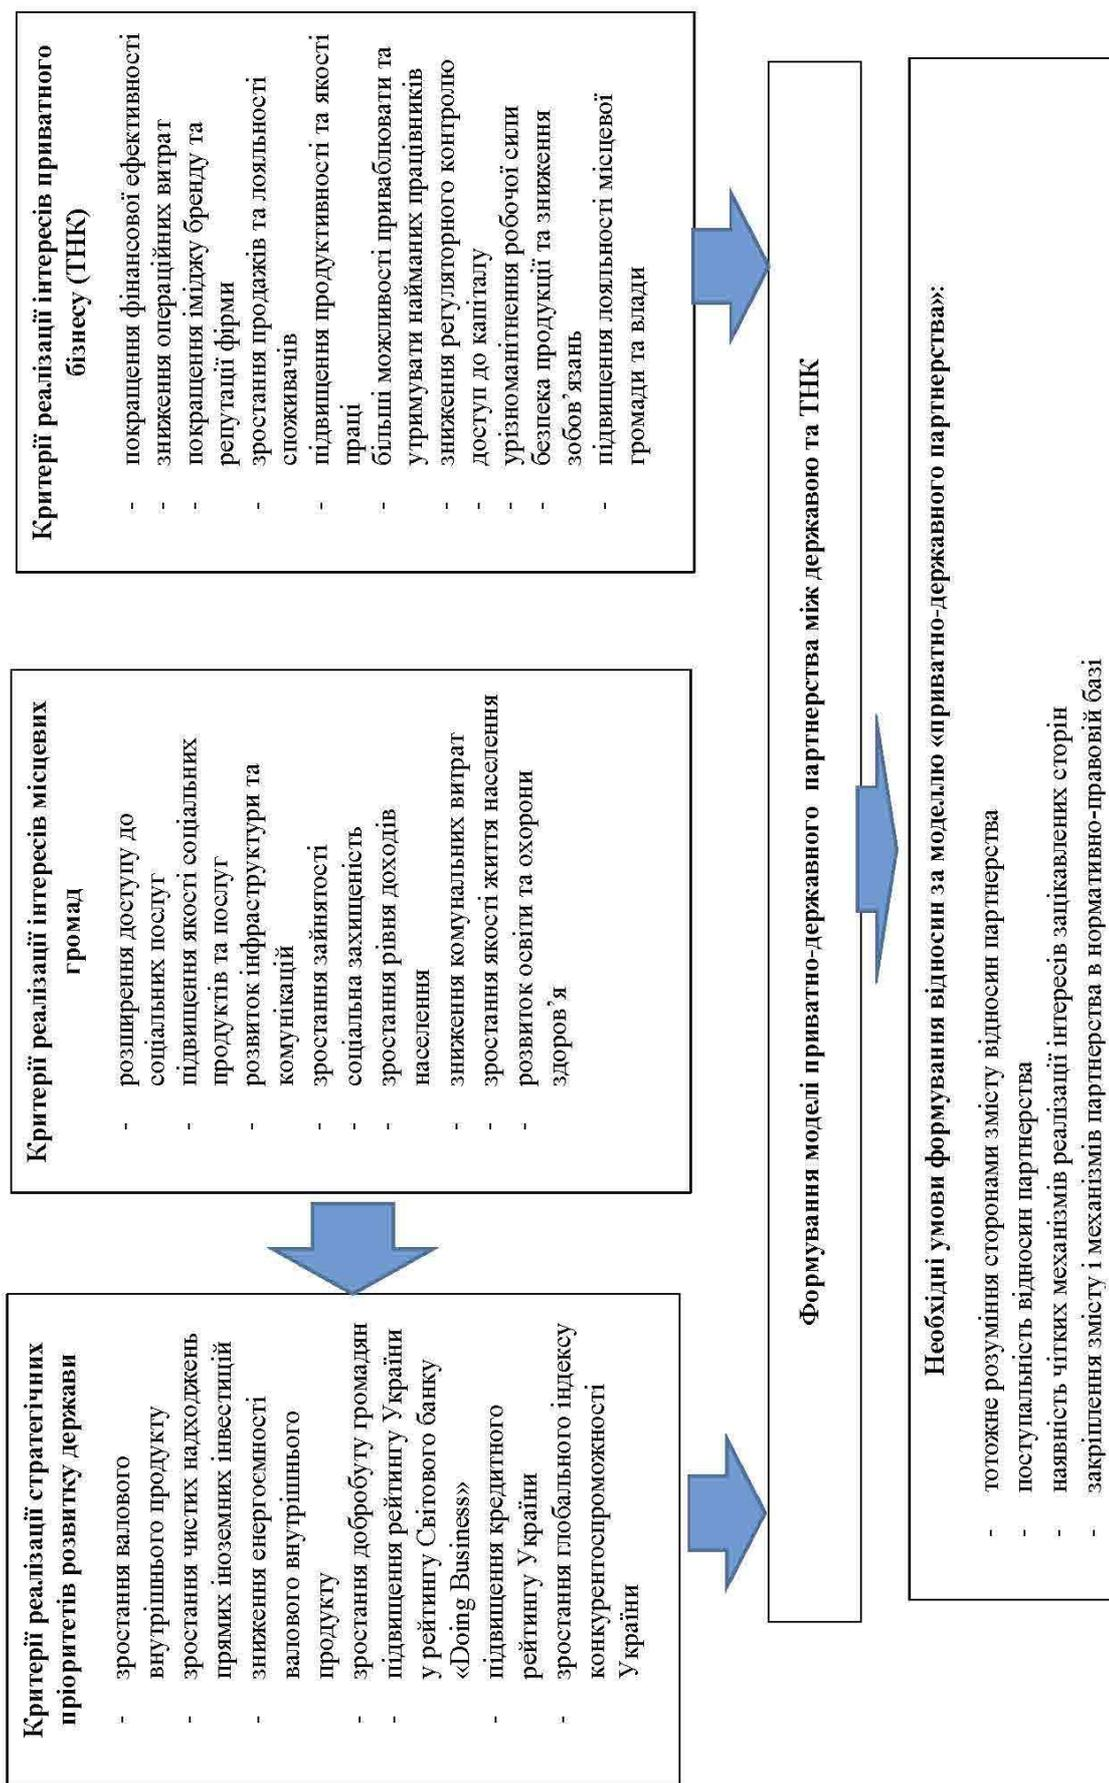 Критерії реалізації стратегічних
пріоритетів розвитку держави
- зростання валового
внутрішнього продукту
- зростання чистих надходжень
прямих іноземних інвестицій
- зниження енергоємності
валового внутрішнього
продукту
- зростання добробуту громадян
- підвищення рейтингу України
у рейтингу Світового банку
«Doing Business»
- підвищення кредитного
рейтингу України
- зростання глобального індексу
конкурентоспроможності
України
Критерії реалізації інтересів місцевих
громад
- розширення доступу до
соціальних послуг
- підвищення якості соціальних
продуктів та послуг
- розвиток інфраструктури та
комунікацій
- зростання зайнятості
- соціальна захищеність
- зростання рівня доходів
населення
- зниження комунальних витрат
- зростання якості життя населення
- розвиток освіти та охорони
здоров’я
Критерії реалізації інтересів приватного
бізнесу (ТНК)
- покращення фінансової ефективності
- зниження операційних витрат
- покращення іміджу бренду та
репутації фірми
- зростання продажів та лояльності
споживачів
- підвищення продуктивності та якості
праці
- більші можливості приваблювати та
утримувати найманих працівників
- зниження регуляторного контролю
- доступ до капіталу
- урізноманітнення робочої сили
- безпека продукції та зниження
зобов’язань
- підвищення лояльності місцевої
громади та влади
Формування моделі приватно-державного партнерства між державою та ТНК
Необхідні умови формування відносин за моделлю «приватно-державного партнерства»:
- тотожне розуміння сторонами змісту відносин партнерства
- поступальність відносин партнерства
- наявність чітких механізмів реалізації інтересів зацікавлених сторін
- закріплення змісту і механізмів партнерства в нормативно-правовій базі